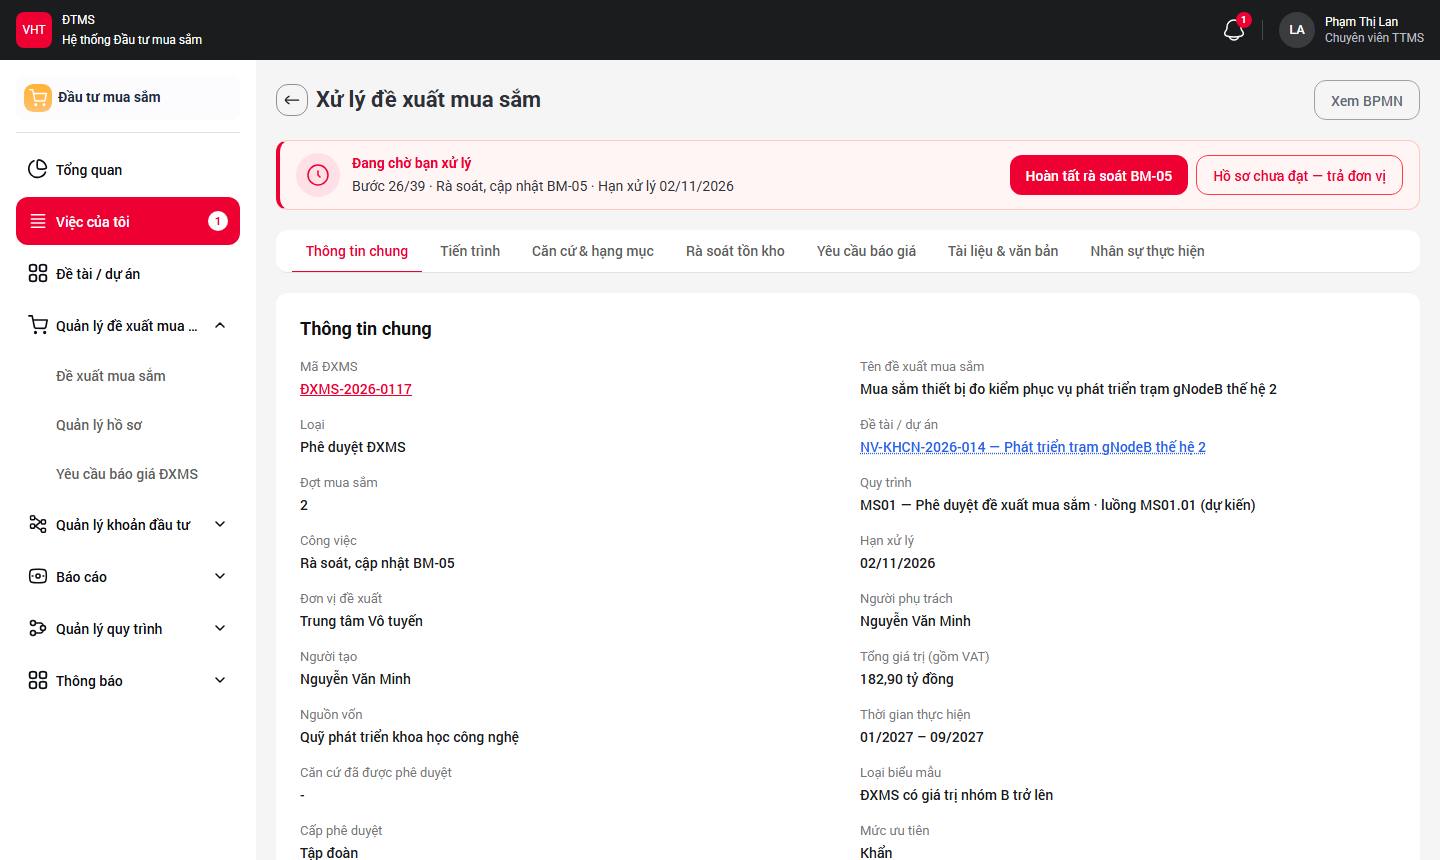 VHT
ĐTMS
Hệ thống Đầu tư mua sắm
1
LA
Phạm Thị Lan
Chuyên viên TTMS
Đầu tư mua sắm
Tổng quan
Việc của tôi
1
Đề tài / dự án
Quản lý đề xuất mua ...
Đề xuất mua sắm
Quản lý hồ sơ
Yêu cầu báo giá ĐXMS
Quản lý khoản đầu tư
Báo cáo
Quản lý quy trình
Thông báo
Xử lý đề xuất mua sắm
Xem BPMN
Đang chờ bạn xử lý
Bước 26/39 · Rà soát, cập nhật BM-05 · Hạn xử lý 02/11/2026
Hoàn tất rà soát BM-05
Hồ sơ chưa đạt — trả đơn vị
Thông tin chung
Tiến trình
Căn cứ & hạng mục
Rà soát tồn kho
Yêu cầu báo giá
Tài liệu & văn bản
Nhân sự thực hiện
Thông tin chung
Mã ĐXMS
ĐXMS-2026-0117
Tên đề xuất mua sắm
Mua sắm thiết bị đo kiểm phục vụ phát triển trạm gNodeB thế hệ 2
Loại
Phê duyệt ĐXMS
Đề tài / dự án
NV-KHCN-2026-014 — Phát triển trạm gNodeB thế hệ 2
Đợt mua sắm
2
Quy trình
MS01 — Phê duyệt đề xuất mua sắm · luồng MS01.01 (dự kiến)
Công việc
Rà soát, cập nhật BM-05
Hạn xử lý
02/11/2026
Đơn vị đề xuất
Trung tâm Vô tuyến
Người phụ trách
Nguyễn Văn Minh
Người tạo
Nguyễn Văn Minh
Tổng giá trị (gồm VAT)
182,90 tỷ đồng
Nguồn vốn
Quỹ phát triển khoa học công nghệ
Thời gian thực hiện
01/2027 – 09/2027
Căn cứ đã được phê duyệt
-
Loại biểu mẫu
ĐXMS có giá trị nhóm B trở lên
Cấp phê duyệt
Tập đoàn
Mức ưu tiên
Khẩn